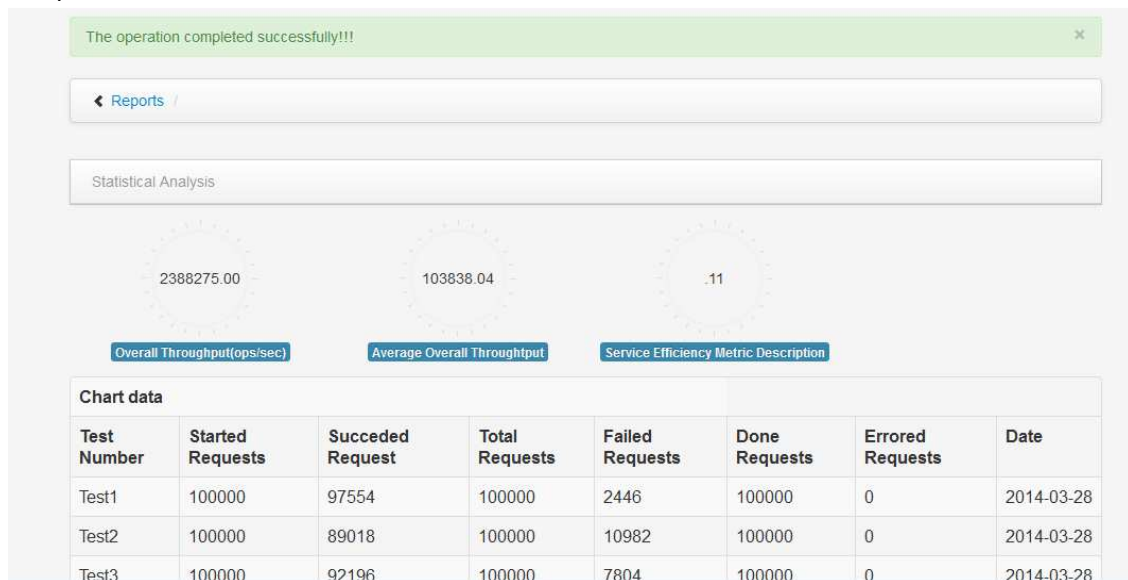 The operation completed successfully!!! ×
Reports /
Statistical Analysis
2388275.00 103838.04 .11
Overall Throughput(ops/sec) Average Overall Throughtput Service Efficiency Metric Description
Chart data
Test Number Started Requests Succeded Request Total Requests Failed Requests Done Requests Errored Requests Date
Test1 100000 97554 100000 2446 100000 0 2014-03-28
Test2 100000 89018 100000 10982 100000 0 2014-03-28
Test3 100000 92196 100000 7804 100000 0 2014-03-28